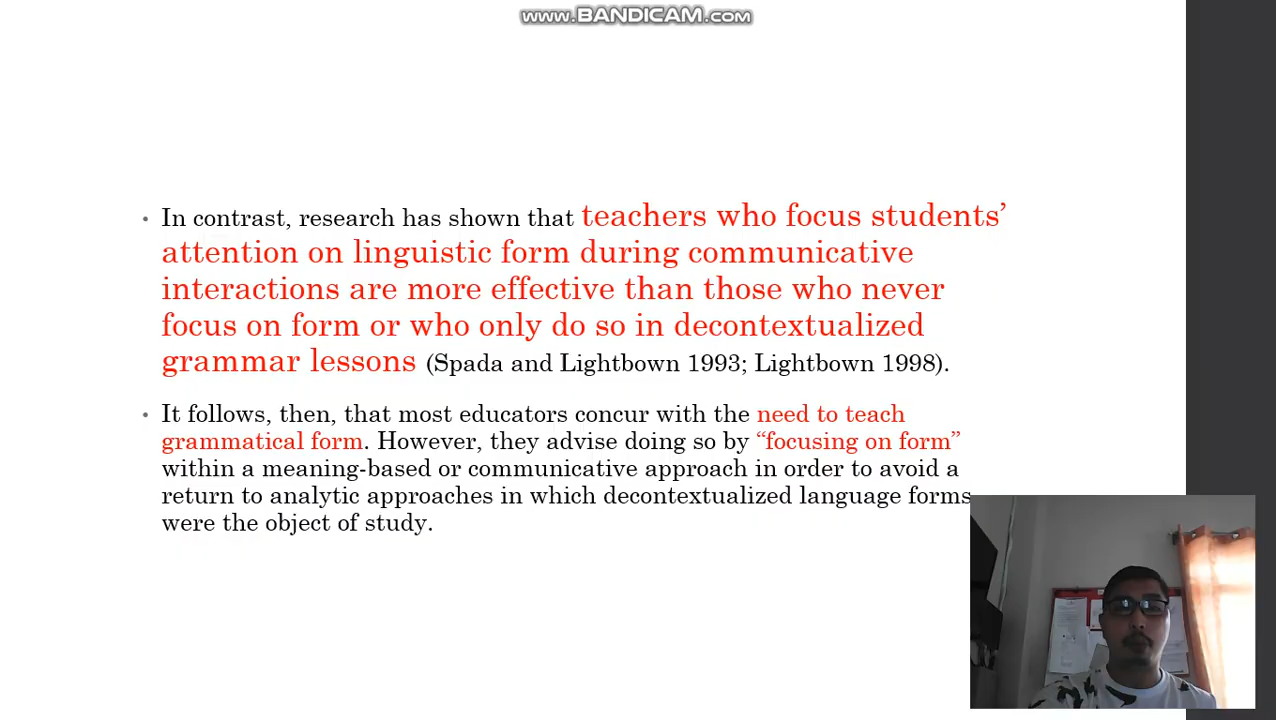 www.BANDICAM.com
• In contrast, research has shown that teachers who focus students’
attention on linguistic form during communicative
interactions are more effective than those who never
focus on form or who only do so in decontextualized
grammar lessons (Spada and Lightbown 1993; Lightbown 1998).
• It follows, then, that most educators concur with the need to teach
grammatical form. However, they advise doing so by “focusing on form”
within a meaning-based or communicative approach in order to avoid a
return to analytic approaches in which decontextualized language forms
were the object of study.